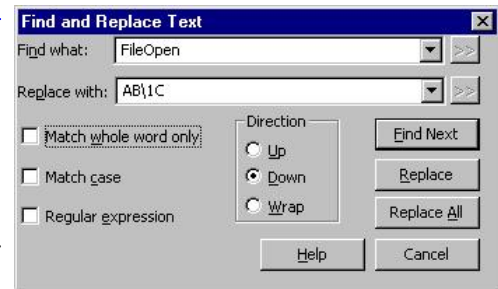 Find and Replace Text
Find what: FileOpen >>
Replace with: AB\1C >>
Match whole word only
Match case
Regular expression
Direction
Up
Down
Wrap
Find Next
Replace
Replace All
Help
Cancel